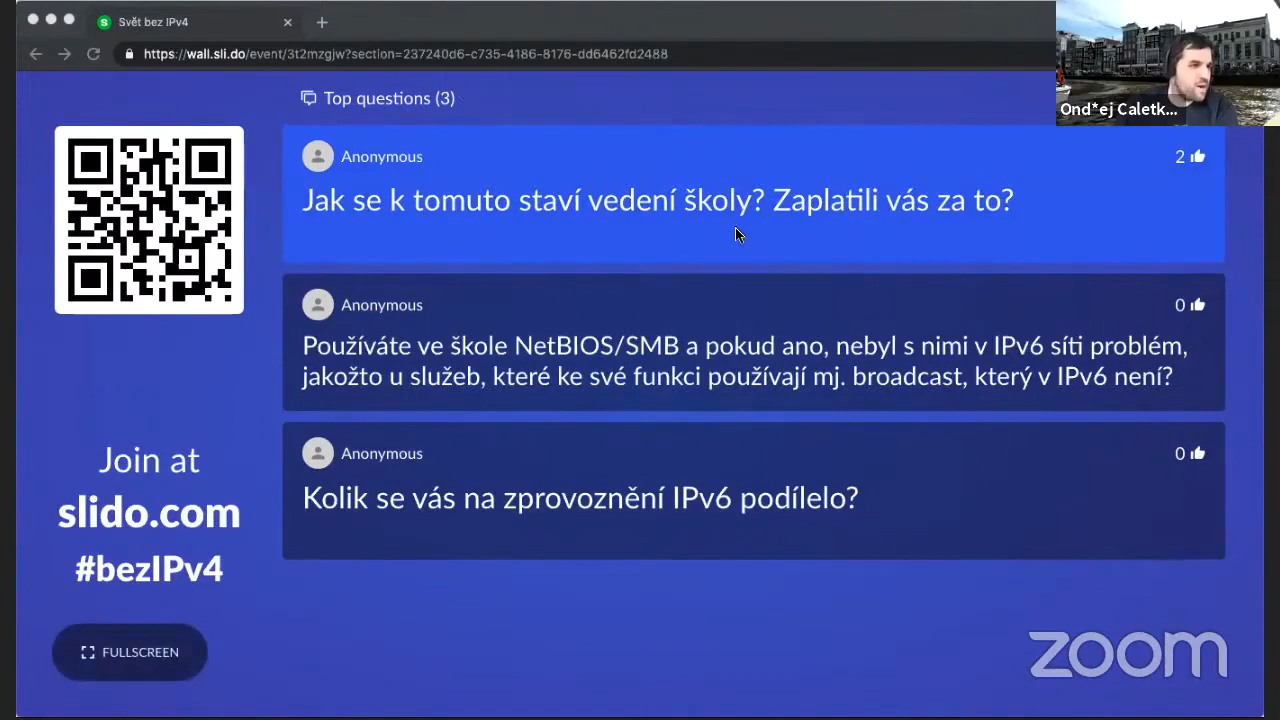 Svět bez IPv4
https://wall.sli.do/event/3t2mzgjw?section=237240d6-c735-4186-8176-dd6462fd2488
Ond*ej Caletk...
Top questions (3)
Anonymous
2
Jak se k tomuto staví vedení školy? Zaplatili vás za to?
Anonymous
0
Používáte ve škole NetBIOS/SMB a pokud ano, nebyl s nimi v IPv6 síti problém,
jakožto u služeb, které ke své funkci používají mj. broadcast, který v IPv6 není?
Anonymous
0
Kolik se vás na zprovoznění IPv6 podílelo?
Join at
slido.com
#bezIPv4
FULLSCREEN
zoom